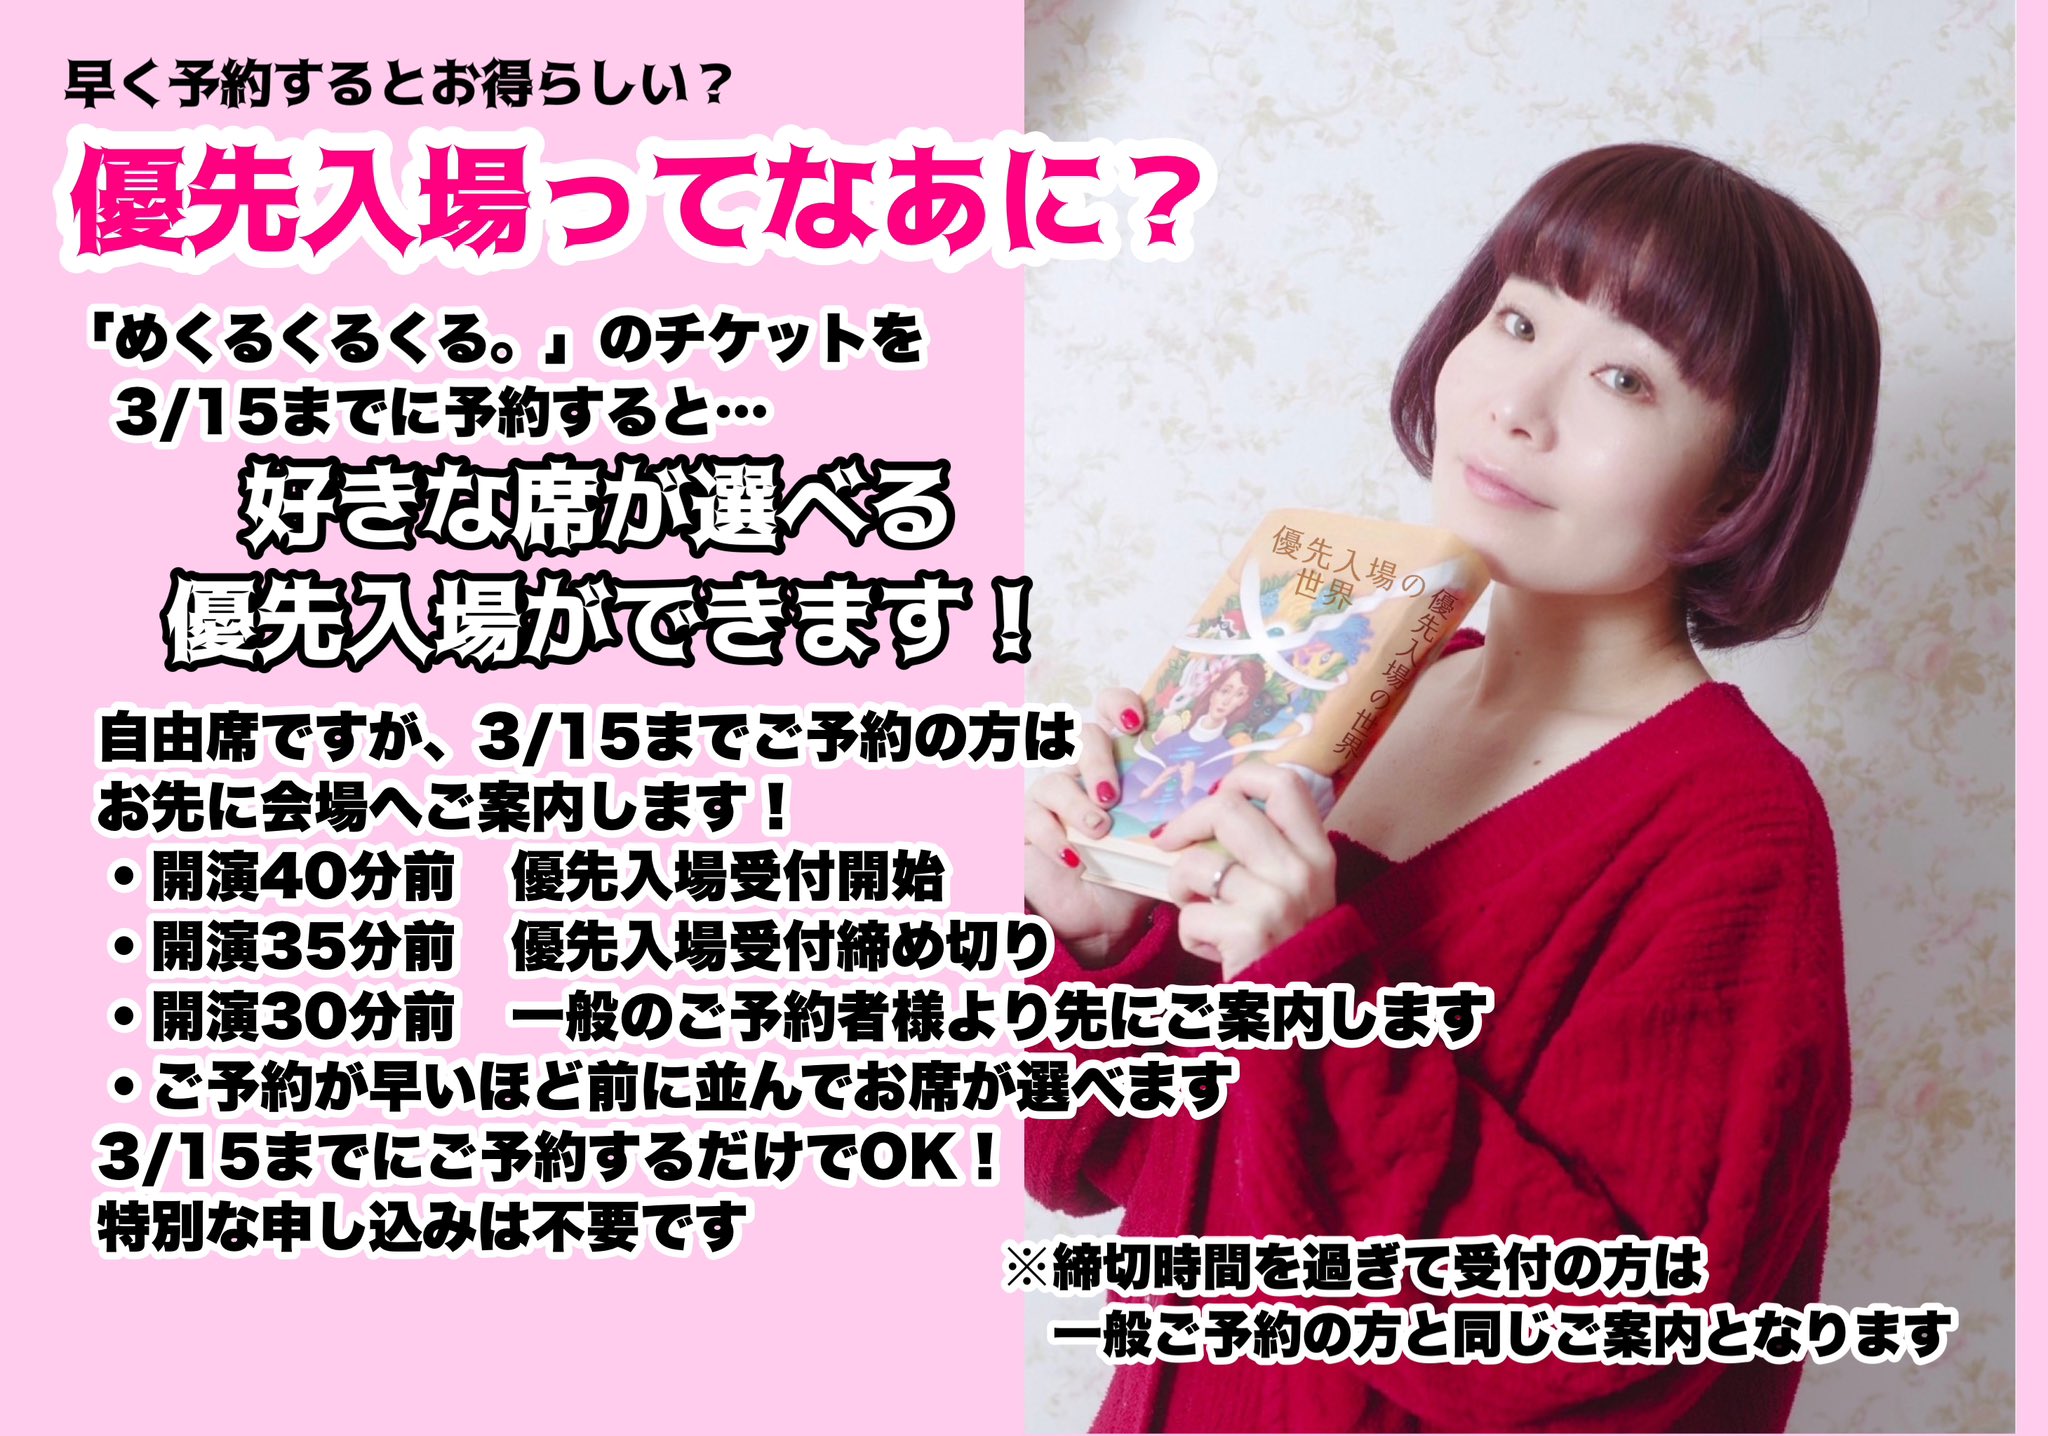 早く予約するとお得らしい？
優先入場ってなあに？
「めくるくるくる。」のチケットを
3/15までに予約すると…
好きな席が選べる
優先入場ができます！
自由席ですが、3/15までご予約の方は
お先に会場へご案内します！
・開演40分前　優先入場受付開始
・開演35分前　優先入場受付締め切り
・開演30分前　一般のご予約者様より先にご案内します
・ご予約が早いほど前に並んでお席が選べます
3/15までにご予約するだけでOK！
特別な申し込みは不要です
※締切時間を過ぎて受付の方は
一般ご予約の方と同じご案内となります
優先入場の
世界
優先入場の世界